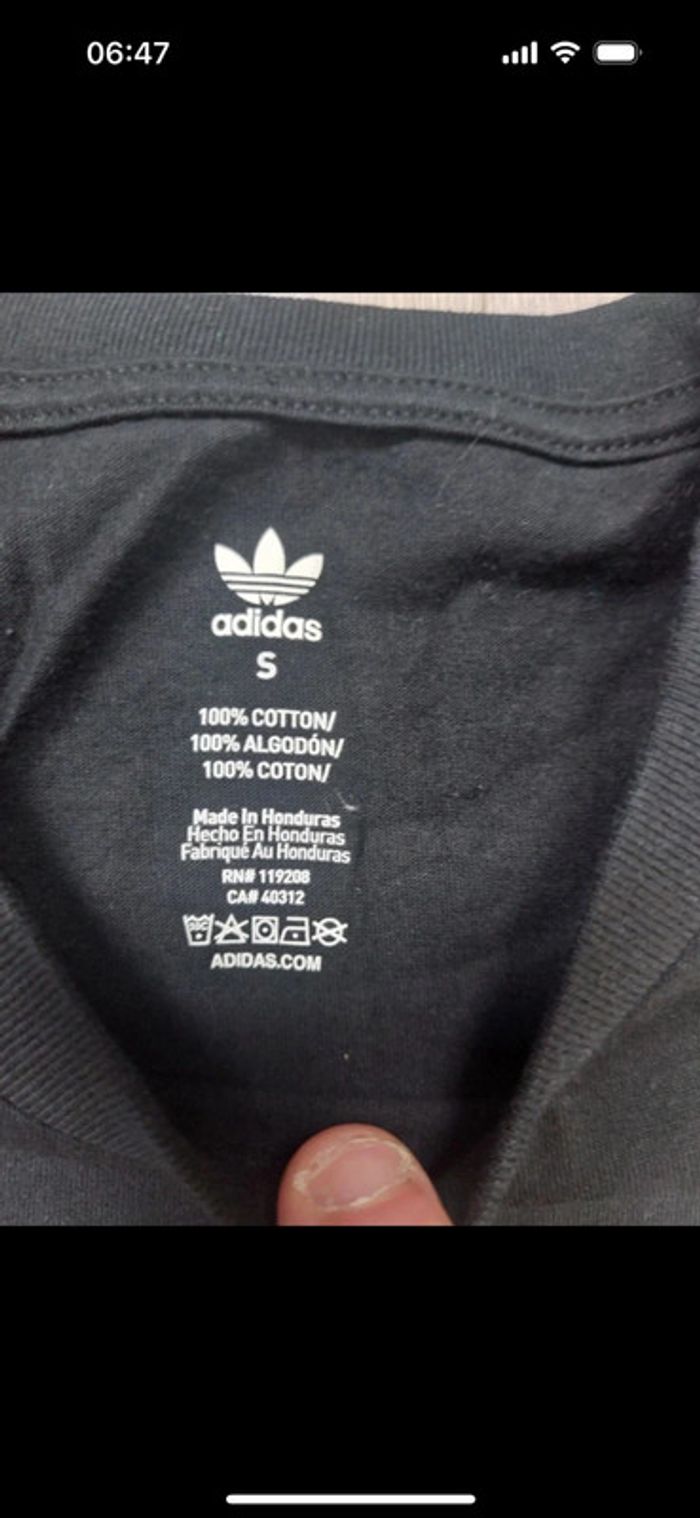 06:47
adidas
S
100% COTTON/
100% ALGODÓN/
100% COTON/
Made In Honduras
Hecho En Honduras
Fabriqué Au Honduras
RN# 119208
CA# 40312
ADIDAS.COM